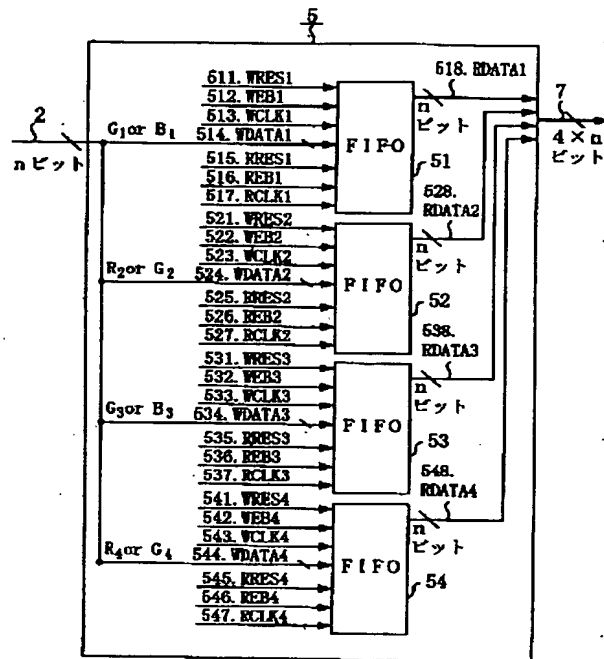 5
2
n ビット
G1 or B1
511. WRES1
512. WEB1
513. WCLK1
514. WDATA1
515. RRES1
516. REB1
517. RCLK1
FIFO
51
n
ビット
518. RDATA1
7
4×n
ビット
R2 or G2
521. WRES2
522. WEB2
523. WCLK2
524. WDATA2
525. RRES2
526. REB2
527. RCLK2
FIFO
52
n
ビット
528.
RDATA2
G3 or B3
531. WRES3
532. WEB3
533. WCLK3
534. WDATA3
535. RRES3
536. REB3
537. RCLK3
FIFO
53
n
ビット
538.
RDATA3
R4 or G4
541. WRES4
542. WEB4
543. WCLK4
544. WDATA4
545. RRES4
546. REB4
547. RCLK4
FIFO
54
n
ビット
548.
RDATA4